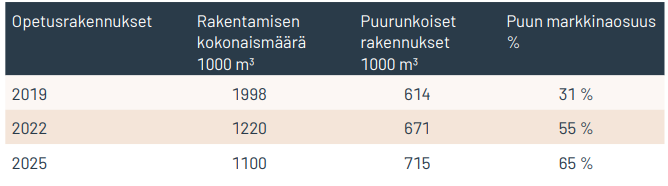 Opetusrakennukset Rakentamisen kokonaismäärä 1000 m³ Puurunkoiset rakennukset 1000 m³ Puun markkinaosuus %
2019 1998 614 31 %
2022 1220 671 55 %
2025 1100 715 65 %